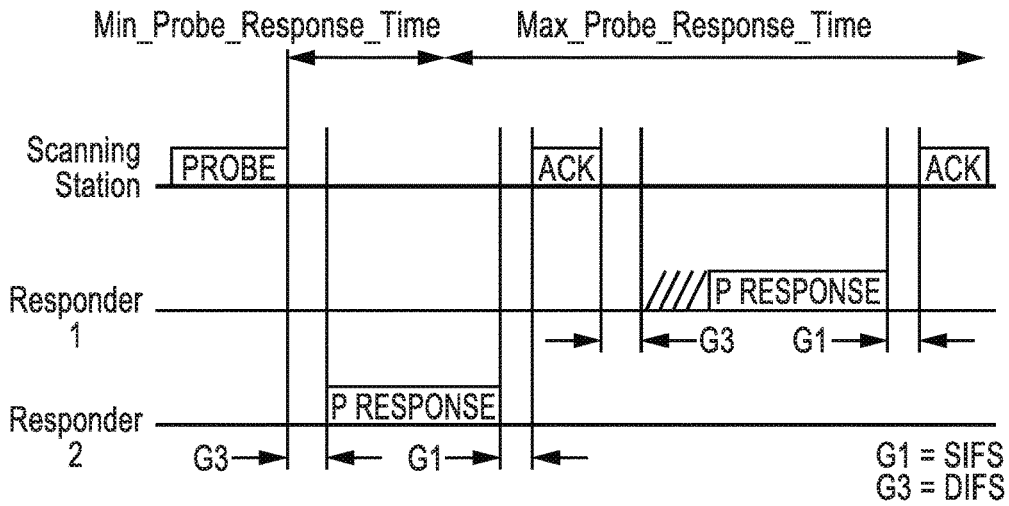 Min_Probe_Response_Time
Max_Probe_Response_Time
Scanning
Station
PROBE
ACK
ACK
Responder
1
P RESPONSE
G3
G1
Responder
2
P RESPONSE
G3
G1
G1 = SIFS
G3 = DIFS